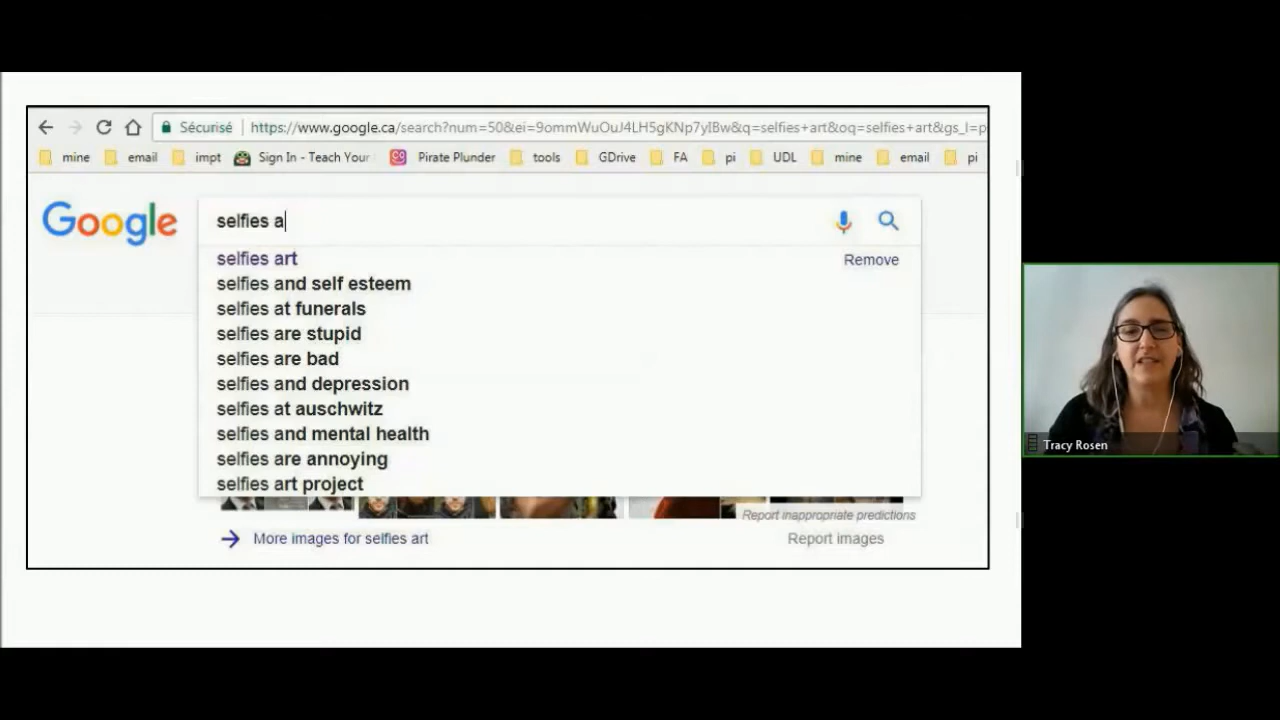 Sécurisé https://www.google.ca/search?num=50&ei=9ommWuOuJ4LH5gKNp7yIBw&q=selfies+art&oq=selfies+art&gs_l=p
mine email impt Sign In - Teach Your Pirate Plunder tools GDrive FA pi UDL mine email pi
Google selfies a
selfies art Remove
selfies and self esteem
selfies at funerals
selfies are stupid
selfies are bad
selfies and depression
selfies at auschwitz
selfies and mental health
selfies are annoying
selfies art project
Report inappropriate predictions
More images for selfies art Report images
Tracy Rosen